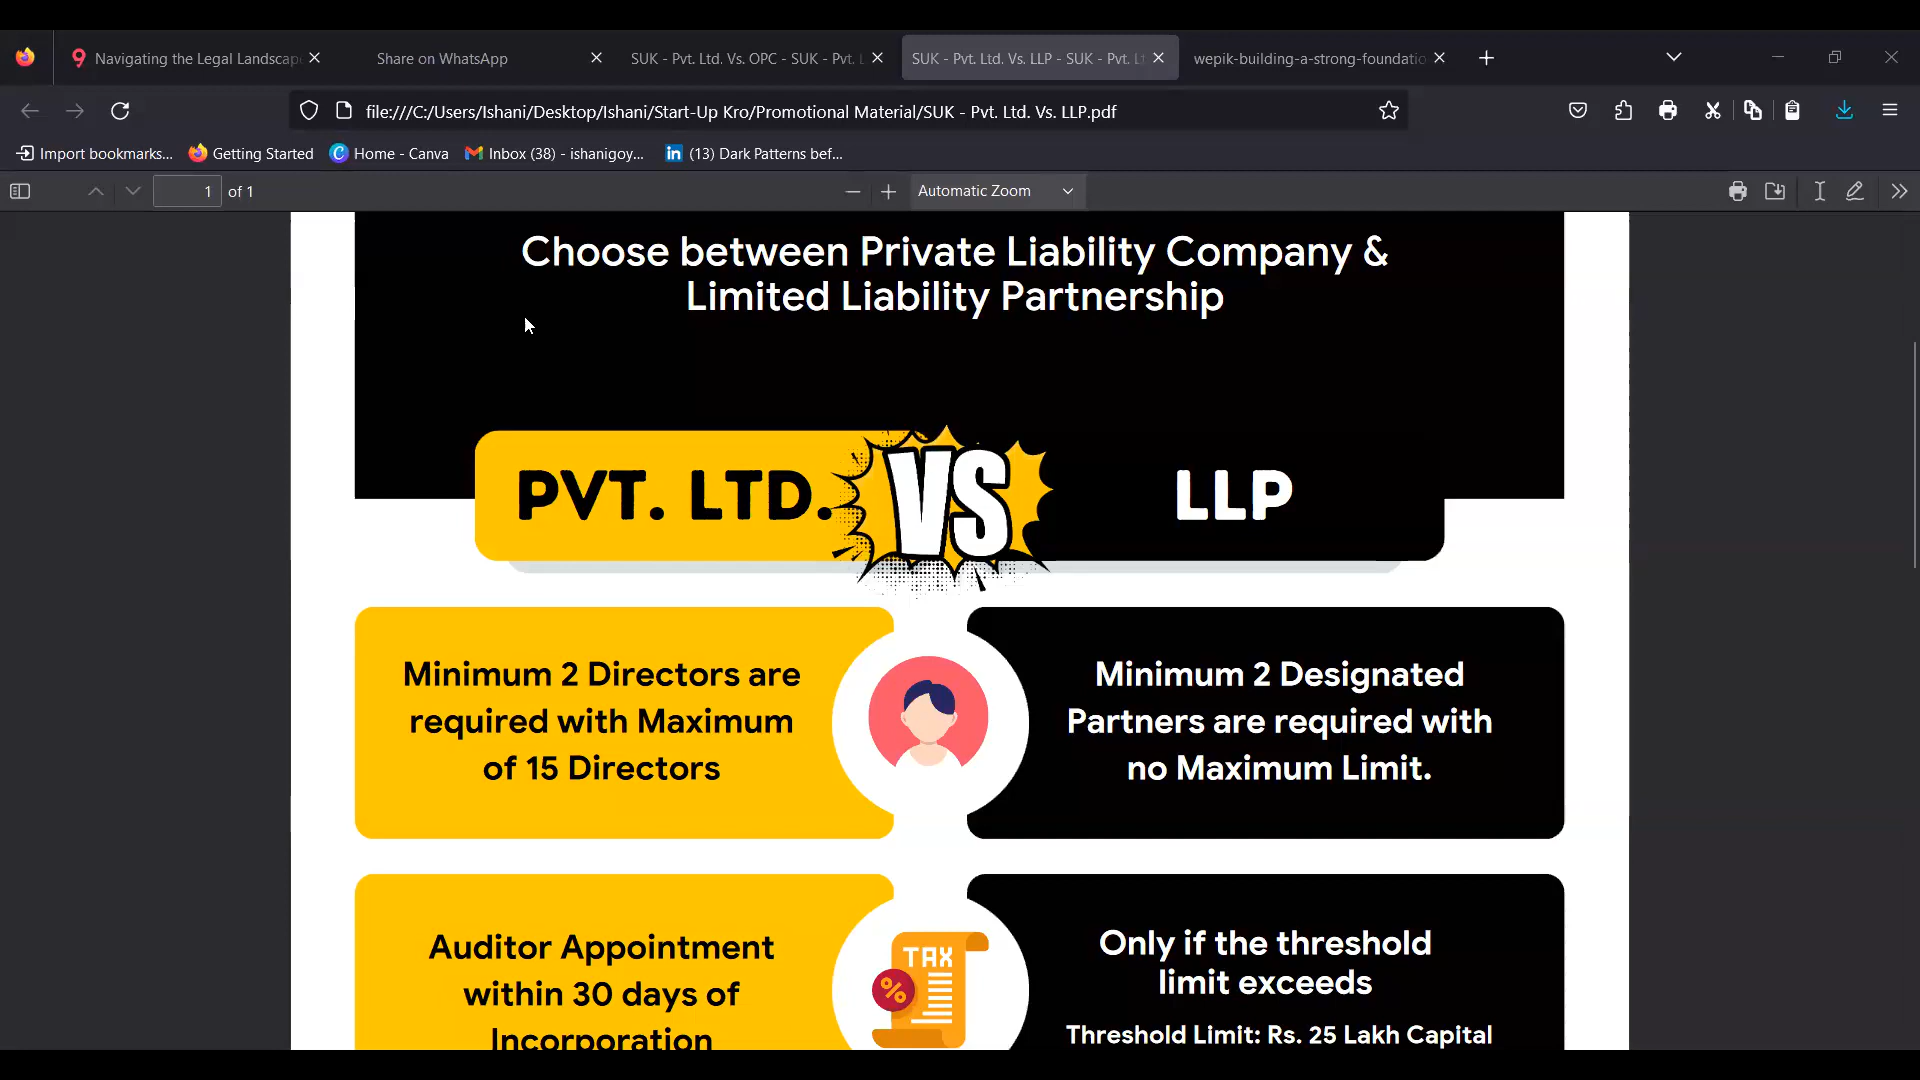 Navigating the Legal Landscap
Share on WhatsApp
SUK - Pvt. Ltd. Vs. OPC - SUK - Pvt. L
SUK - Pvt. Ltd. Vs. LLP - SUK - Pvt. Lt
wepik-building-a-strong-foundatio
file:///C:/Users/Ishani/Desktop/Ishani/Start-Up Kro/Promotional Material/SUK - Pvt. Ltd. Vs. LLP.pdf
Import bookmarks...
Getting Started
Home - Canva
Inbox (38) - ishanigoy...
(13) Dark Patterns bef...
1 of 1
Automatic Zoom
Choose between Private Liability Company &
Limited Liability Partnership
PVT. LTD.
VS
LLP
Minimum 2 Directors are
required with Maximum
of 15 Directors
Minimum 2 Designated
Partners are required with
no Maximum Limit.
Auditor Appointment
within 30 days of
Incorporation
TAX
%
Only if the threshold
limit exceeds
Threshold Limit: Rs. 25 Lakh Capital